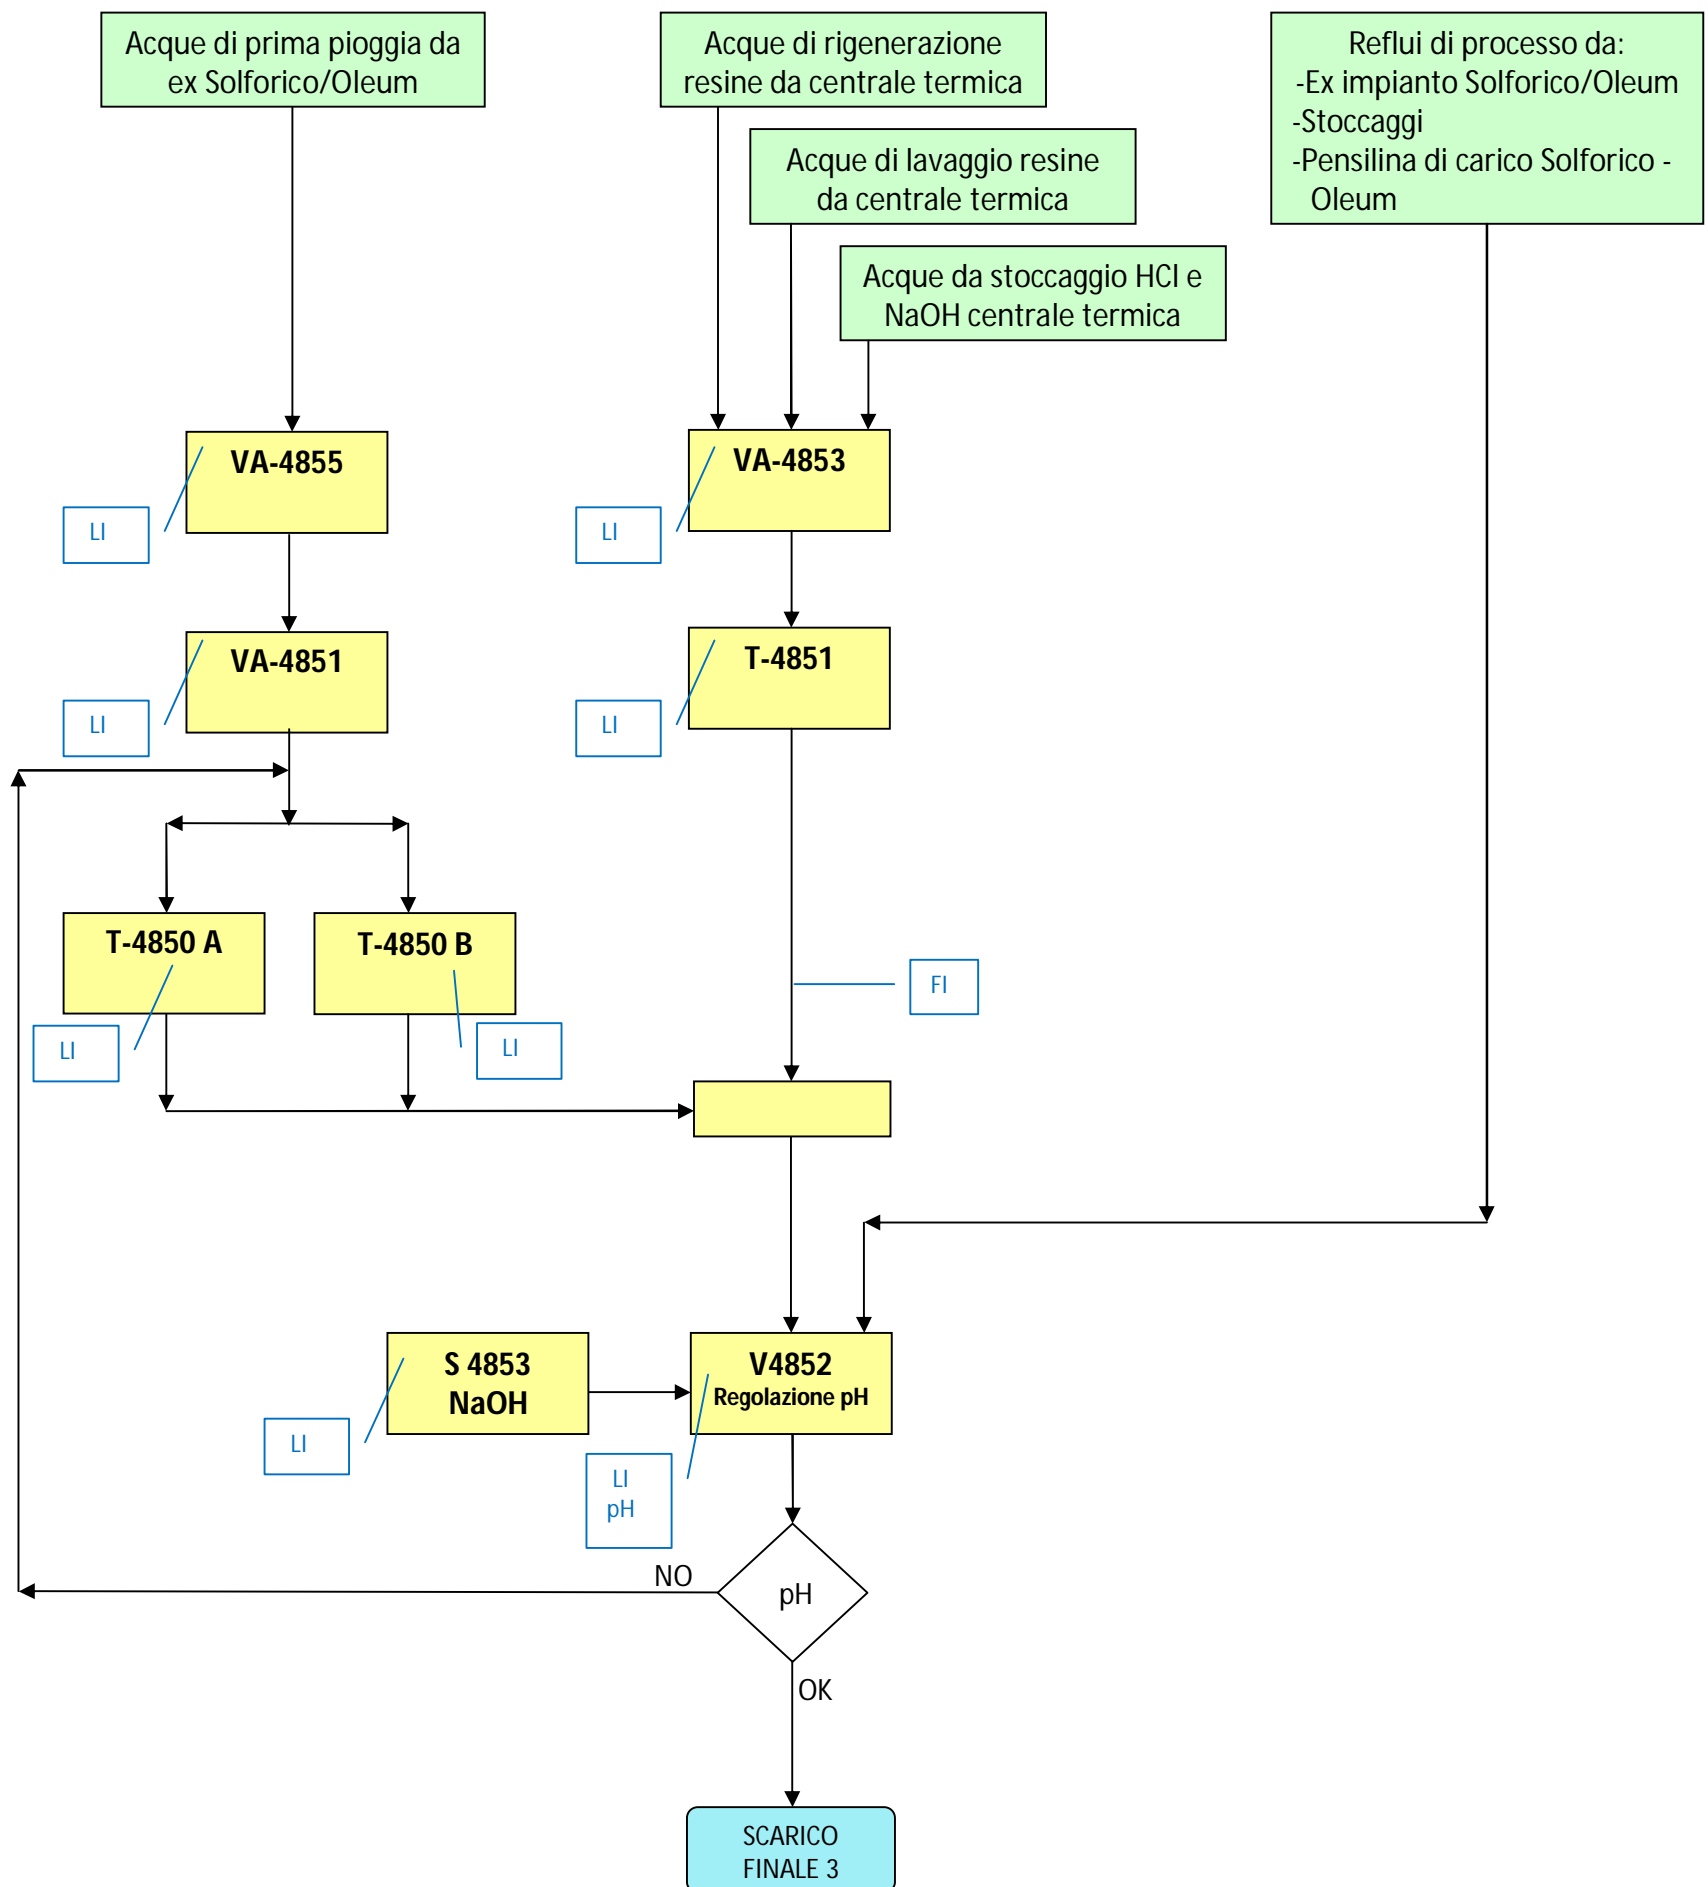 Acque di prima pioggia da
ex Solforico/Oleum
Acque di rigenerazione
resine da centrale termica
Reflui di processo da:
-Ex impianto Solforico/Oleum
-Stoccaggi
-Pensilina di carico Solforico -
Oleum
Acque di lavaggio resine
da centrale termica
Acque da stoccaggio HCl e
NaOH centrale termica
VA-4855
LI
VA-4853
LI
VA-4851
LI
T-4851
LI
T-4850 A
LI
T-4850 B
LI
FI
S 4853
NaOH
LI
V4852
Regolazione pH
LI
pH
NO
pH
OK
SCARICO
FINALE 3